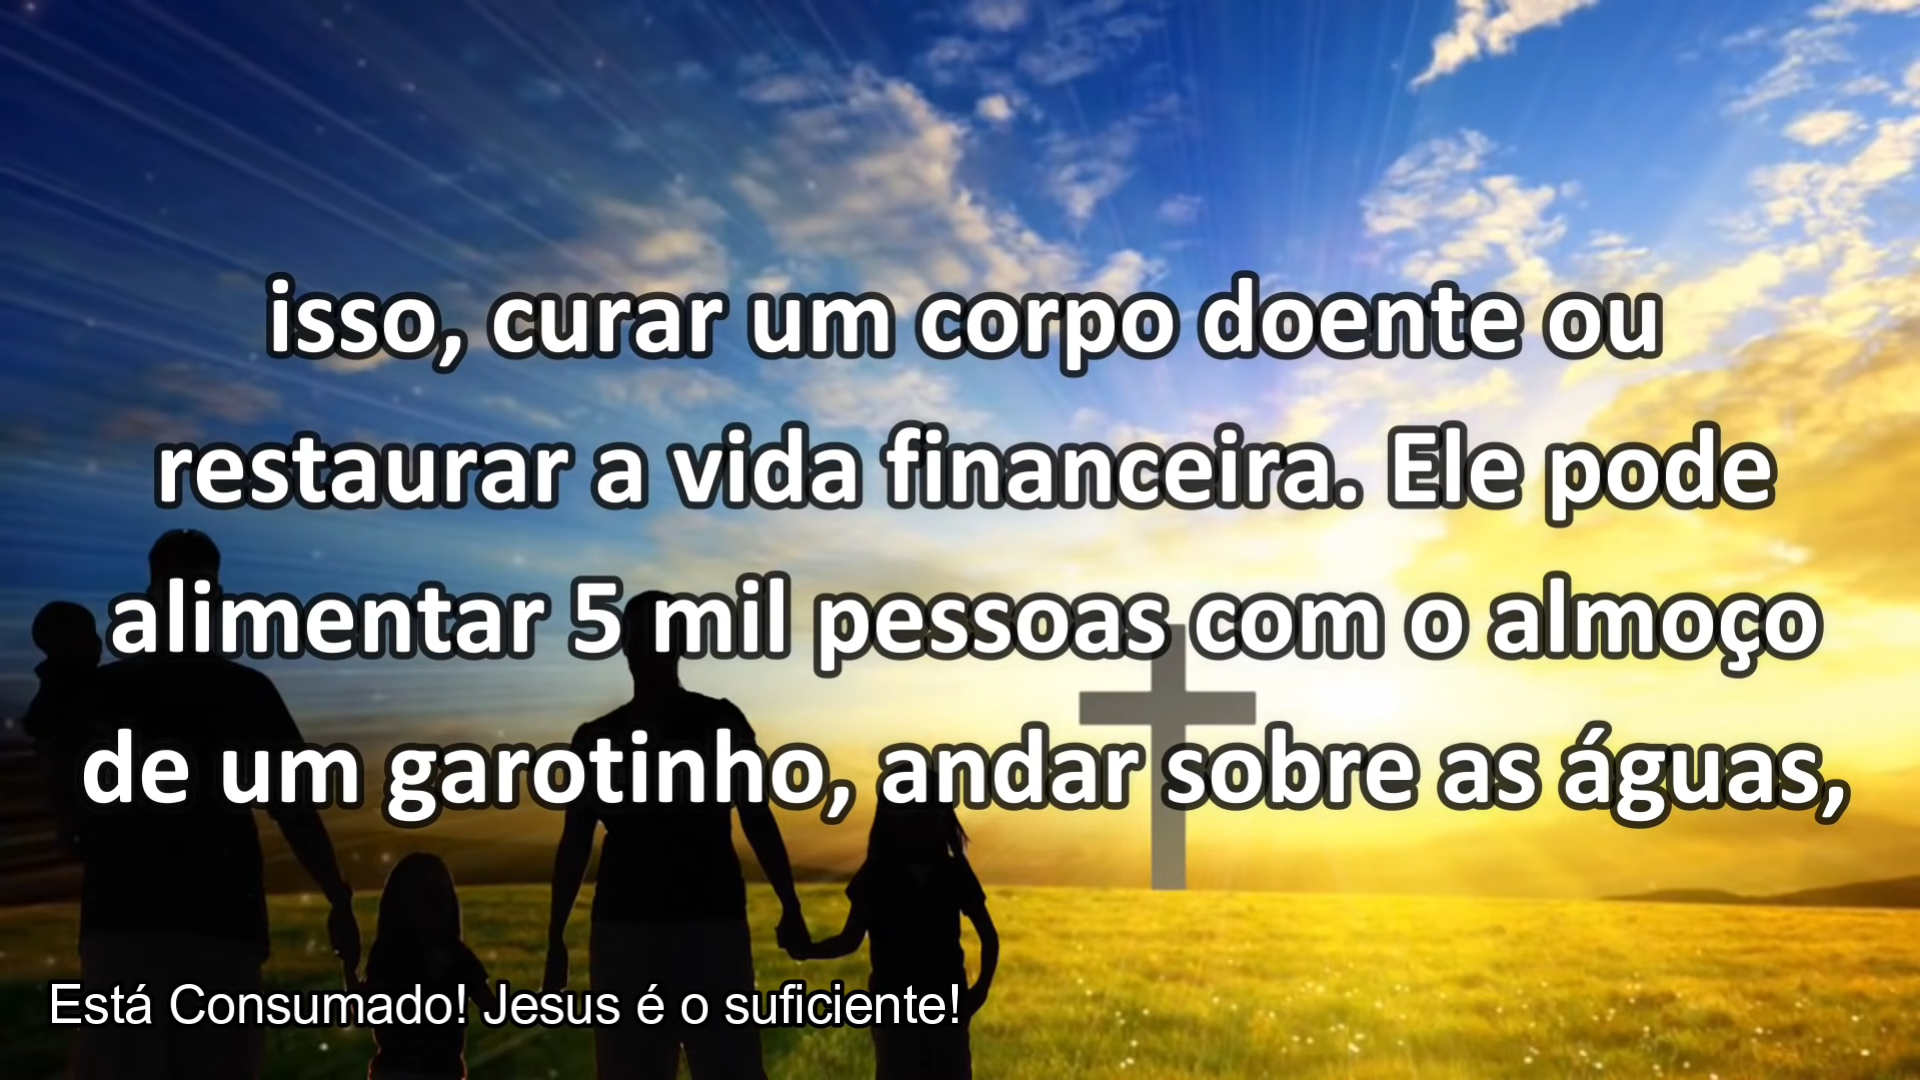 isso, curar um corpo doente ou
restaurar a vida financeira. Ele pode
alimentar 5 mil pessoas com o almoço
de um garotinho, andar sobre as águas,
Está Consumado! Jesus é o suficiente!